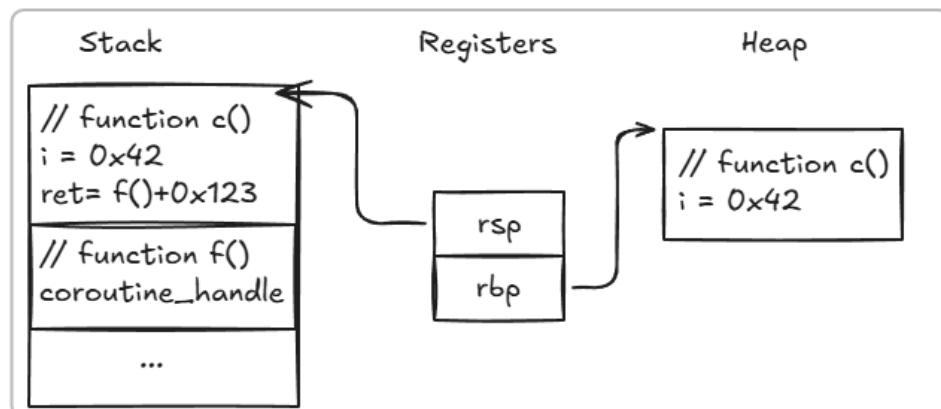 Stack
Registers
Heap
// function c()
i = 0x42
ret= f()+0x123
// function f()
coroutine_handle
...
rsp
rbp
// function c()
i = 0x42